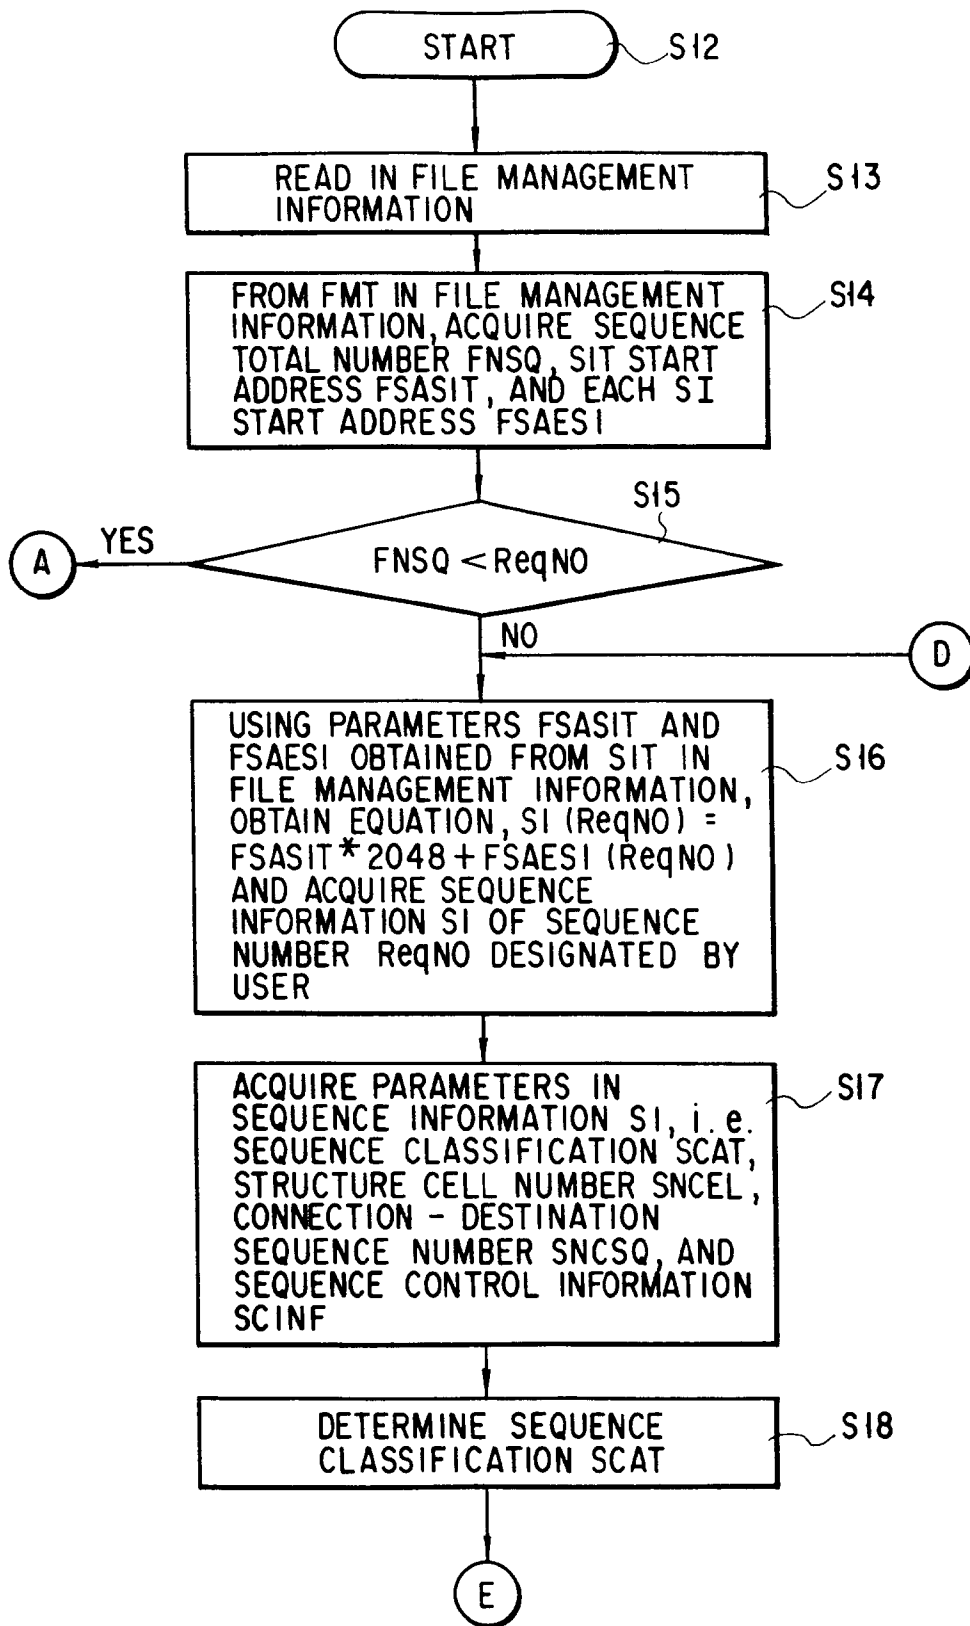 START
S12
READ IN FILE MANAGEMENT
INFORMATION
S13
FROM FMT IN FILE MANAGEMENT
INFORMATION, ACQUIRE SEQUENCE
TOTAL NUMBER FNSQ, SIT START
ADDRESS FSASIT, AND EACH SI
START ADDRESS FSAESI
S14
S15
FNSQ < ReqNO
YES
A
NO
D
USING PARAMETERS FSASIT AND
FSAESI OBTAINED FROM SIT IN
FILE MANAGEMENT INFORMATION,
OBTAIN EQUATION, SI (ReqNO) =
FSASIT * 2048 + FSAESI (ReqNO)
AND ACQUIRE SEQUENCE
INFORMATION SI OF SEQUENCE
NUMBER ReqNO DESIGNATED BY
USER
S16
ACQUIRE PARAMETERS IN
SEQUENCE INFORMATION SI, i.e.
SEQUENCE CLASSIFICATION SCAT,
STRUCTURE CELL NUMBER SNCEL,
CONNECTION - DESTINATION
SEQUENCE NUMBER SNCSQ, AND
SEQUENCE CONTROL INFORMATION
SCINF
S17
DETERMINE SEQUENCE
CLASSIFICATION SCAT
S18
E